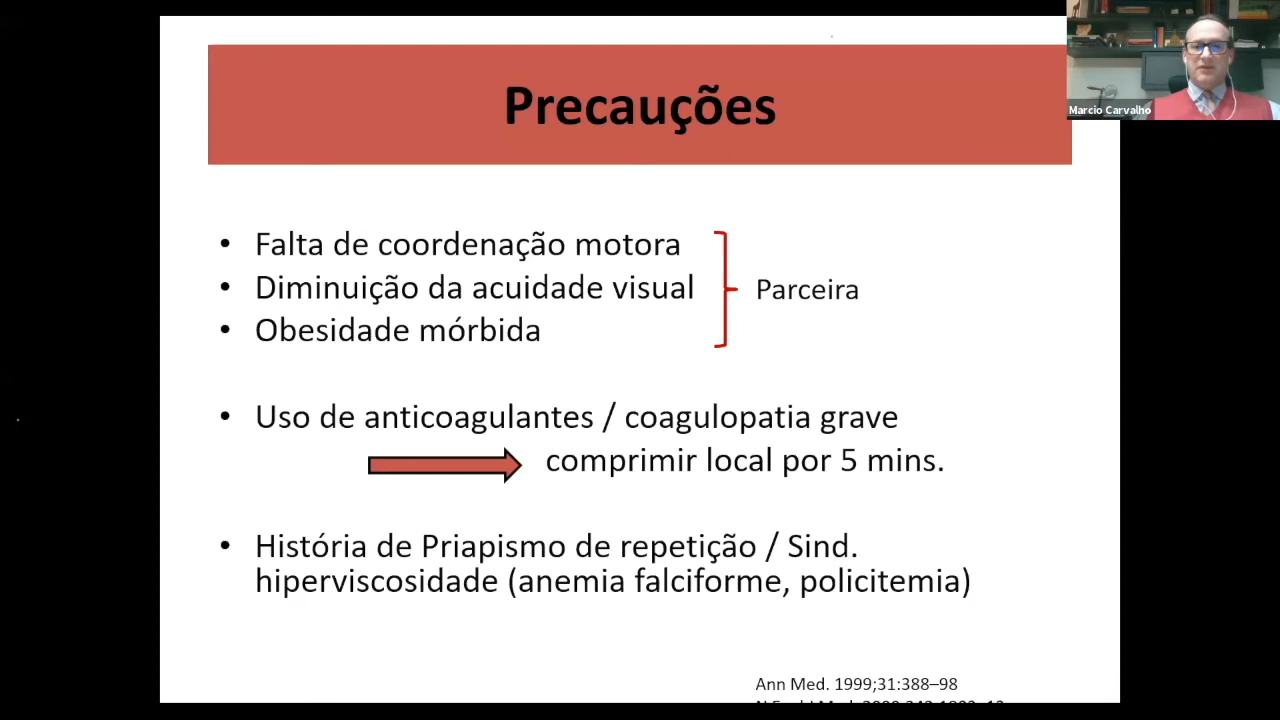 Precauções
Marcio Carvalho
• Falta de coordenação motora
• Diminuição da acuidade visual
• Obesidade mórbida
Parceira
• Uso de anticoagulantes / coagulopatia grave
comprimir local por 5 mins.
• História de Priapismo de repetição / Sind.
hiperviscosidade (anemia falciforme, policitemia)
Ann Med. 1999;31:388–98